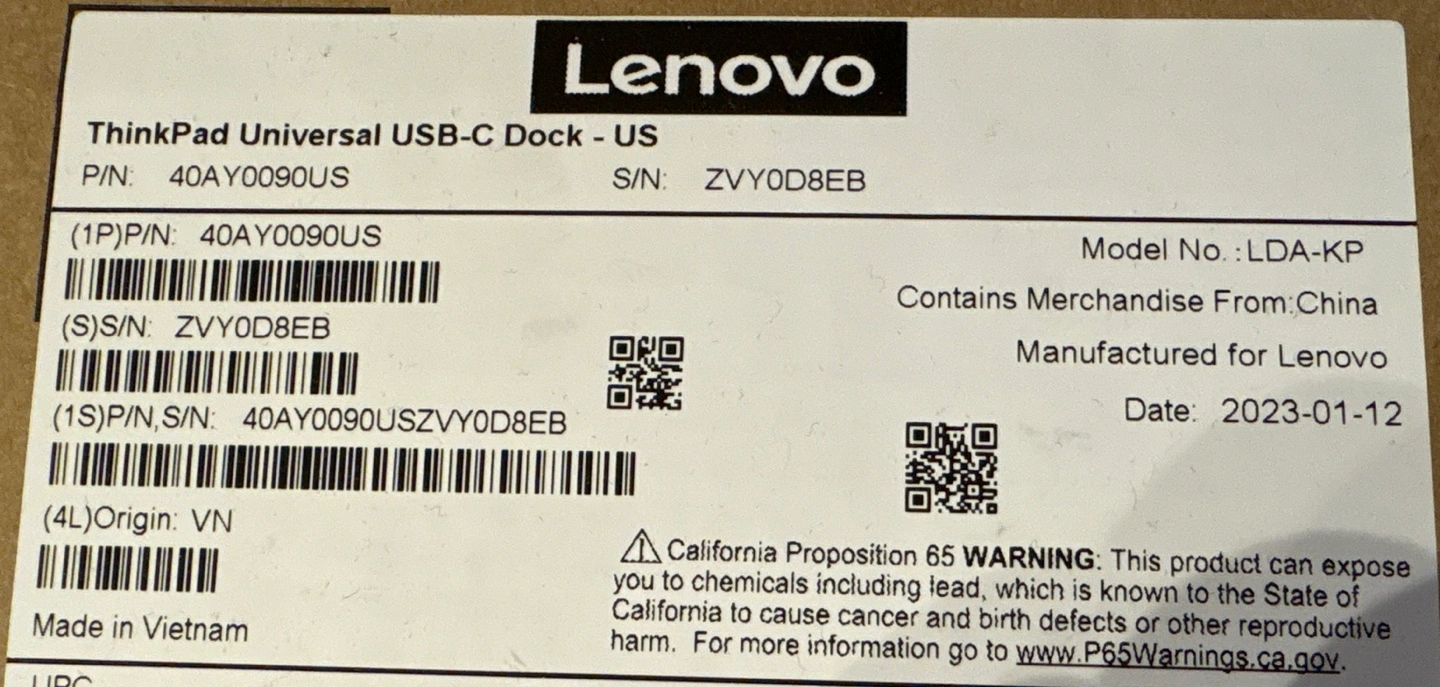 Lenovo
ThinkPad Universal USB-C Dock - US
P/N: 40AY0090US S/N: ZVY0D8EB
(1P)P/N: 40AY0090US
(S)S/N: ZVY0D8EB
(1S)P/N,S/N: 40AY0090USZVY0D8EB
(4L)Origin: VN
Made in Vietnam
Model No.:LDA-KP
Contains Merchandise From:China
Manufactured for Lenovo
Date: 2023-01-12
⚠ California Proposition 65 WARNING: This product can expose
you to chemicals including lead, which is known to the State of
California to cause cancer and birth defects or other reproductive
harm. For more information go to www.P65Warnings.ca.gov.
UPC